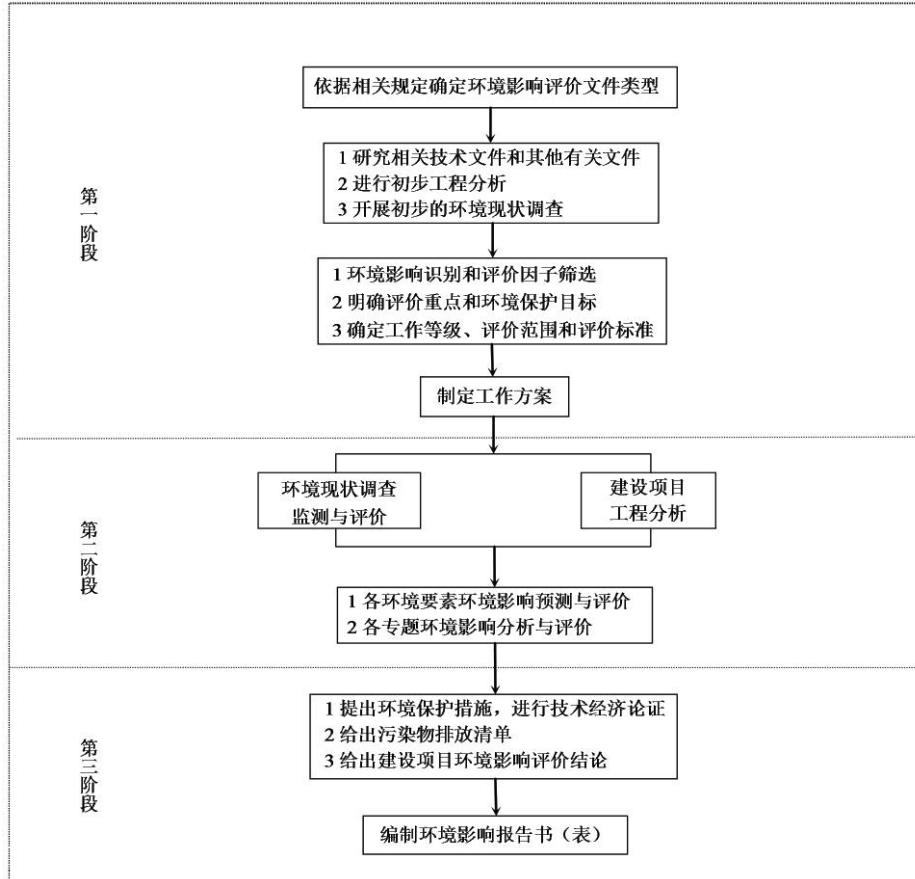 依据相关规定确定环境影响评价文件类型
第一阶段
1 研究相关技术文件和其他有关文件
2 进行初步工程分析
3 开展初步的环境现状调查
1 环境影响识别和评价因子筛选
2 明确评价重点和环境保护目标
3 确定工作等级、评价范围和评价标准
制定工作方案
第二阶段
环境现状调查
监测与评价
建设项目
工程分析
1 各环境要素环境影响预测与评价
2 各专题环境影响分析与评价
第三阶段
1 提出环境保护措施，进行技术经济论证
2 给出污染物排放清单
3 给出建设项目环境影响评价结论
编制环境影响报告书（表）